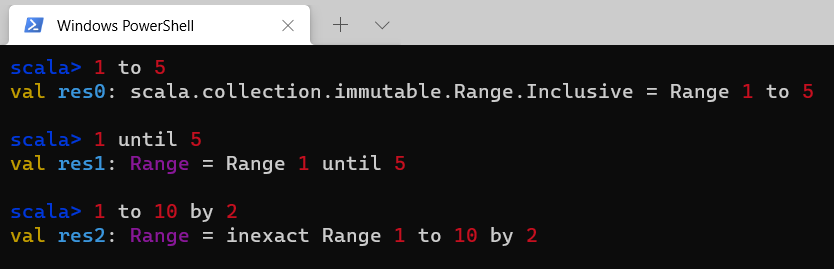 Windows PowerShell
scala> 1 to 5
val res0: scala.collection.immutable.Range.Inclusive = Range 1 to 5
scala> 1 until 5
val res1: Range = Range 1 until 5
scala> 1 to 10 by 2
val res2: Range = inexact Range 1 to 10 by 2